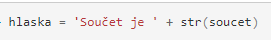 hlaska = 'Součet je ' + str(soucet)